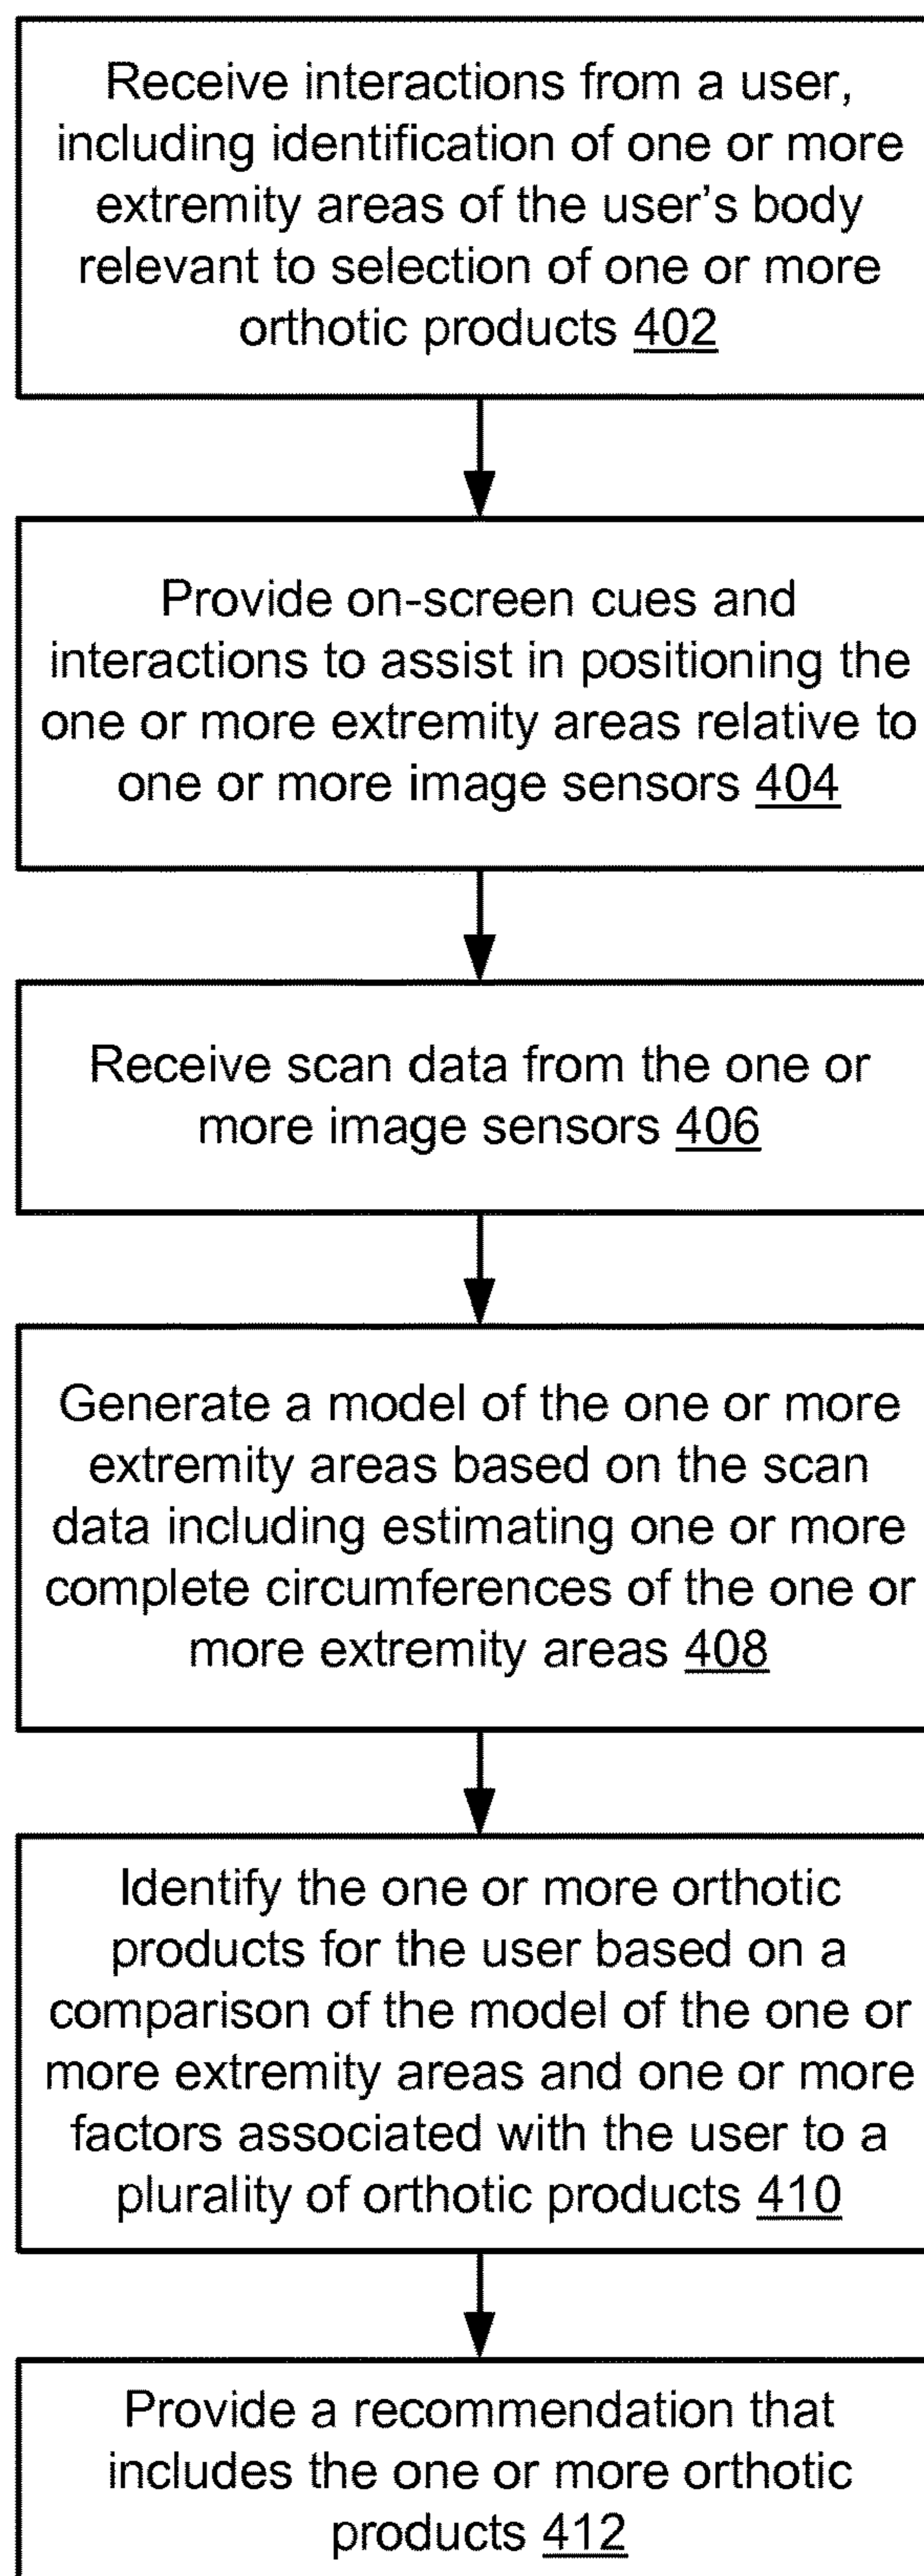 Receive interactions from a user,
including identification of one or more
extremity areas of the user's body
relevant to selection of one or more
orthotic products 402
Provide on-screen cues and
interactions to assist in positioning the
one or more extremity areas relative to
one or more image sensors 404
Receive scan data from the one or
more image sensors 406
Generate a model of the one or more
extremity areas based on the scan
data including estimating one or more
complete circumferences of the one or
more extremity areas 408
Identify the one or more orthotic
products for the user based on a
comparison of the model of the one or
more extremity areas and one or more
factors associated with the user to a
plurality of orthotic products 410
Provide a recommendation that
includes the one or more orthotic
products 412